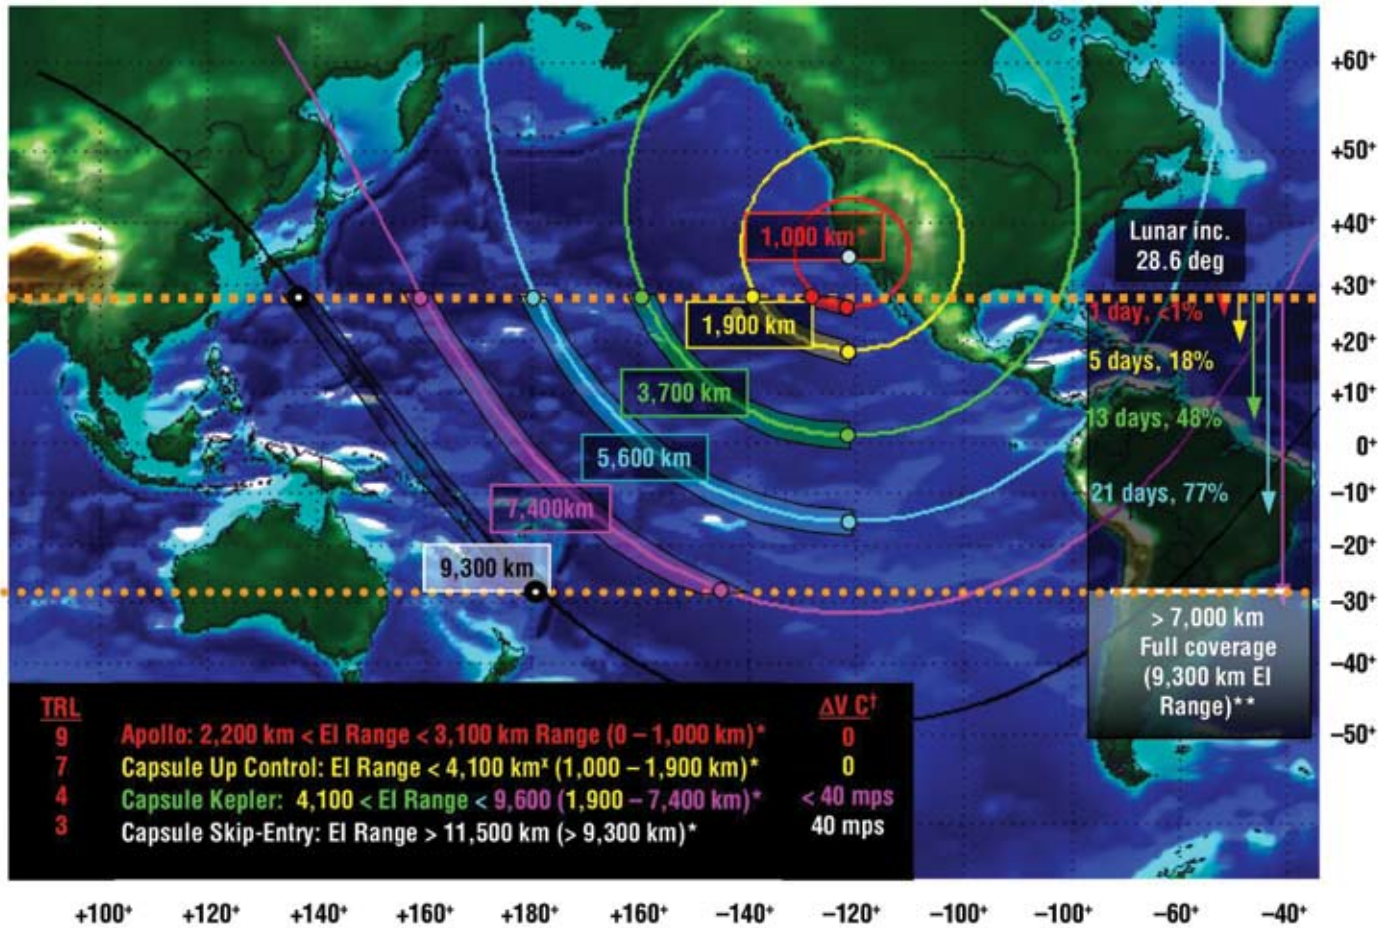 +60⁺
+50⁺
+40⁺
+30⁺
+20⁺
+10⁺
0⁺
–10⁺
–20⁺
–30⁺
–40⁺
–50⁺
1,000 km*
1,900 km
3,700 km
5,600 km
7,400km
9,300 km
Lunar inc.
28.6 deg
1 day, <1%
5 days, 18%
13 days, 48%
21 days, 77%
> 7,000 km
Full coverage
(9,300 km EI
Range)**
TRL ΔV C†
9 Apollo: 2,200 km < EI Range < 3,100 km Range (0 – 1,000 km)* 0
7 Capsule Up Control: EI Range < 4,100 kmˣ (1,000 – 1,900 km)* 0
4 Capsule Kepler: 4,100 < EI Range < 9,600 (1,900 – 7,400 km)* < 40 mps
3 Capsule Skip-Entry: EI Range > 11,500 km (> 9,300 km)* 40 mps
+100⁺ +120⁺ +140⁺ +160⁺ +180⁺ +160⁺ –140⁺ –120⁺ –100⁺ –100⁺ –60⁺ –40⁺